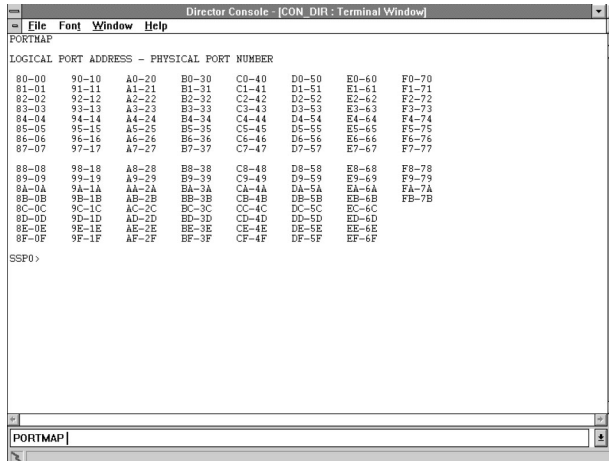 Director Console - [CON_DIR : Terminal Window]
File Font Window Help
PORTMAP
LOGICAL PORT ADDRESS - PHYSICAL PORT NUMBER
80-00 90-10 A0-20 B0-30 C0-40 D0-50 E0-60 F0-70
81-01 91-11 A1-21 B1-31 C1-41 D1-51 E1-61 F1-71
82-02 92-12 A2-22 B2-32 C2-42 D2-52 E2-62 F2-72
83-03 93-13 A3-23 B3-33 C3-43 D3-53 E3-63 F3-73
84-04 94-14 A4-24 B4-34 C4-44 D4-54 E4-64 F4-74
85-05 95-15 A5-25 B5-35 C5-45 D5-55 E5-65 F5-75
86-06 96-16 A6-26 B6-36 C6-46 D6-56 E6-66 F6-76
87-07 97-17 A7-27 B7-37 C7-47 D7-57 E7-67 F7-77
88-08 98-18 A8-28 B8-38 C8-48 D8-58 E8-68 F8-78
89-09 99-19 A9-29 B9-39 C9-49 D9-59 E9-69 F9-79
8A-0A 9A-1A AA-2A BA-3A CA-4A DA-5A EA-6A FA-7A
8B-0B 9B-1B AB-2B BB-3B CB-4B DB-5B EB-6B FB-7B
8C-0C 9C-1C AC-2C BC-3C CC-4C DC-5C EC-6C
8D-0D 9D-1D AD-2D BD-3D CD-4D DD-5D ED-6D
8E-0E 9E-1E AE-2E BE-3E CE-4E DE-5E EE-6E
8F-0F 9F-1F AF-2F BF-3F CF-4F DF-5F EF-6F
SSP0>
PORTMAP